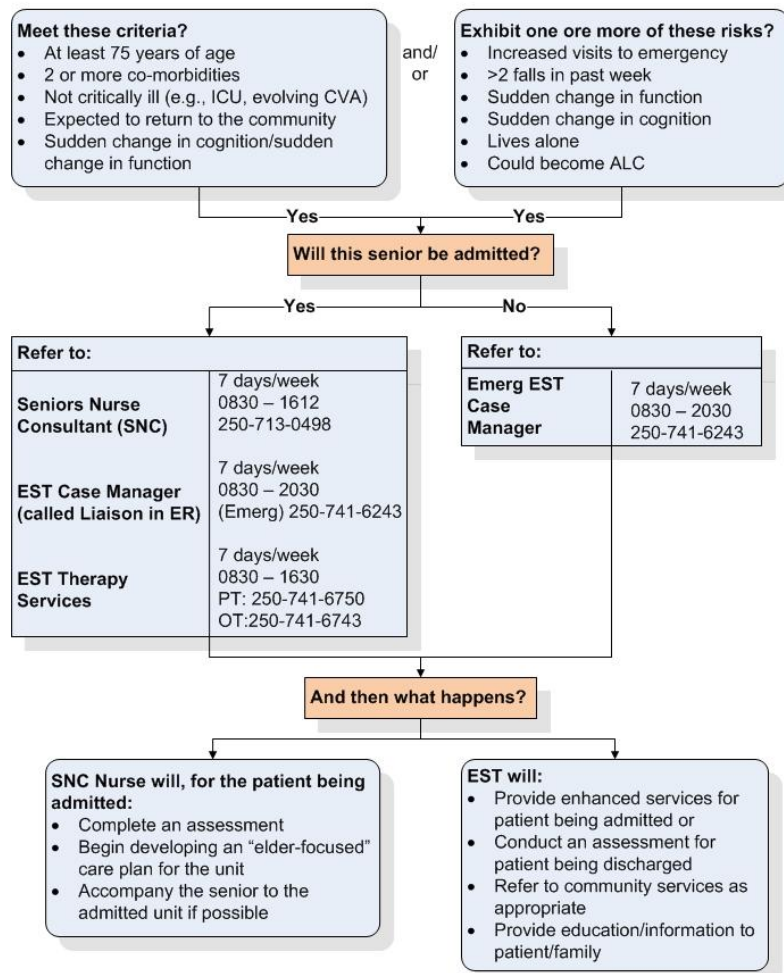 Meet these criteria?
• At least 75 years of age
• 2 or more co-morbidities
• Not critically ill (e.g., ICU, evolving CVA)
• Expected to return to the community
• Sudden change in cognition/sudden
change in function
and/
or
Exhibit one ore more of these risks?
• Increased visits to emergency
• >2 falls in past week
• Sudden change in function
• Sudden change in cognition
• Lives alone
• Could become ALC
Yes
Yes
Will this senior be admitted?
Yes
No
Refer to:
Seniors Nurse
Consultant (SNC)
7 days/week
0830 – 1612
250-713-0498
EST Case Manager
(called Liaison in ER)
7 days/week
0830 – 2030
(Emerg) 250-741-6243
EST Therapy
Services
7 days/week
0830 – 1630
PT: 250-741-6750
OT:250-741-6743
Refer to:
Emerg EST
Case
Manager
7 days/week
0830 – 2030
250-741-6243
And then what happens?
SNC Nurse will, for the patient being
admitted:
• Complete an assessment
• Begin developing an “elder-focused”
care plan for the unit
• Accompany the senior to the
admitted unit if possible
EST will:
• Provide enhanced services for
patient being admitted or
• Conduct an assessment for
patient being discharged
• Refer to community services as
appropriate
• Provide education/information to
patient/family